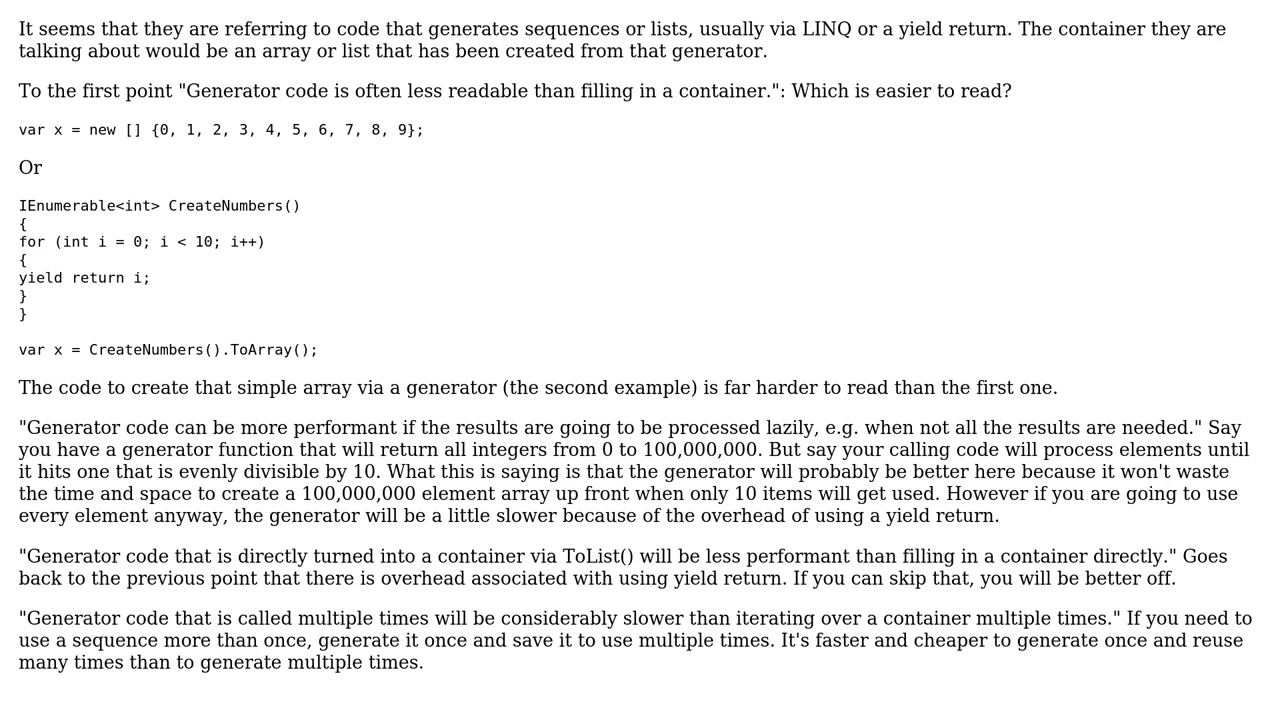 It seems that they are referring to code that generates sequences or lists, usually via LINQ or a yield return. The container they are
talking about would be an array or list that has been created from that generator.
To the first point "Generator code is often less readable than filling in a container.": Which is easier to read?
var x = new [] {0, 1, 2, 3, 4, 5, 6, 7, 8, 9};
Or
IEnumerable<int> CreateNumbers()
{
for (int i = 0; i < 10; i++)
{
yield return i;
}
}
var x = CreateNumbers().ToArray();
The code to create that simple array via a generator (the second example) is far harder to read than the first one.
"Generator code can be more performant if the results are going to be processed lazily, e.g. when not all the results are needed." Say
you have a generator function that will return all integers from 0 to 100,000,000. But say your calling code will process elements until
it hits one that is evenly divisible by 10. What this is saying is that the generator will probably be better here because it won't waste
the time and space to create a 100,000,000 element array up front when only 10 items will get used. However if you are going to use
every element anyway, the generator will be a little slower because of the overhead of using a yield return.
"Generator code that is directly turned into a container via ToList() will be less performant than filling in a container directly." Goes
back to the previous point that there is overhead associated with using yield return. If you can skip that, you will be better off.
"Generator code that is called multiple times will be considerably slower than iterating over a container multiple times." If you need to
use a sequence more than once, generate it once and save it to use multiple times. It's faster and cheaper to generate once and reuse
many times than to generate multiple times.